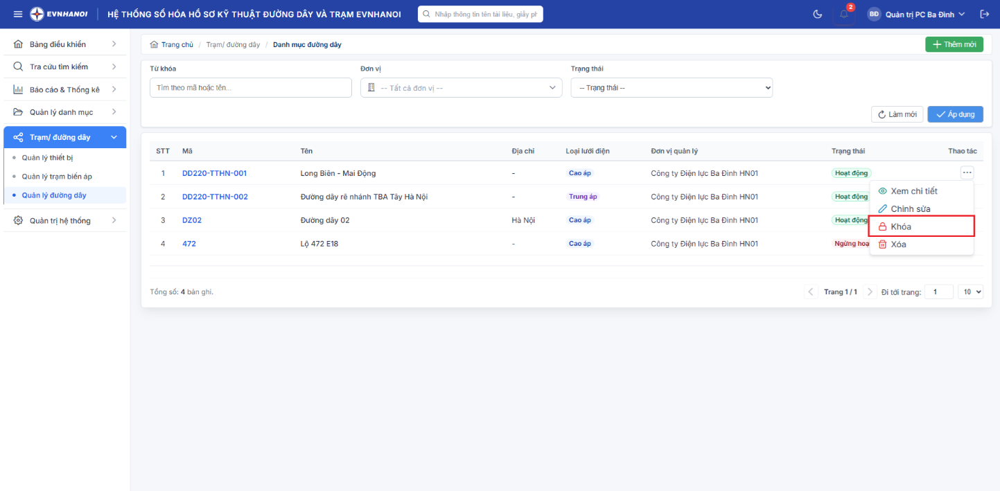 EVNHANOI
HỆ THỐNG SỐ HÓA HỒ SƠ KỸ THUẬT ĐƯỜNG DÂY VÀ TRẠM EVNHANOI
Nhập thông tin tên tài liệu, giấy ph
2
BĐ
Quản trị PC Ba Đình
Bảng điều khiển
Tra cứu tìm kiếm
Báo cáo & Thống kê
Quản lý danh mục
Trạm/ đường dây
Quản lý thiết bị
Quản lý trạm biến áp
Quản lý đường dây
Quản trị hệ thống
Trang chủ / Trạm/ đường dây / Danh mục đường dây
Thêm mới
Từ khóa
Đơn vị
Trạng thái
Tìm theo mã hoặc tên...
-- Tất cả đơn vị --
-- Trạng thái --
Làm mới
Áp dụng
STT Mã Tên Địa chỉ Loại lưới điện Đơn vị quản lý Trạng thái Thao tác
1 DD220-TTHN-001 Long Biên - Mai Động - Cao áp Công ty Điện lực Ba Đình HN01 Hoạt động
2 DD220-TTHN-002 Đường dây rẽ nhánh TBA Tây Hà Nội - Trung áp Công ty Điện lực Ba Đình HN01 Hoạt động
3 DZ02 Đường dây 02 Hà Nội Cao áp Công ty Điện lực Ba Đình HN01 Hoạt động
4 472 Lộ 472 E18 - Cao áp Công ty Điện lực Ba Đình HN01 Ngừng hoạ
Xem chi tiết
Chỉnh sửa
Khóa
Xóa
Tổng số: 4 bản ghi.
Trang 1 / 1
Đi tới trang:
1
10